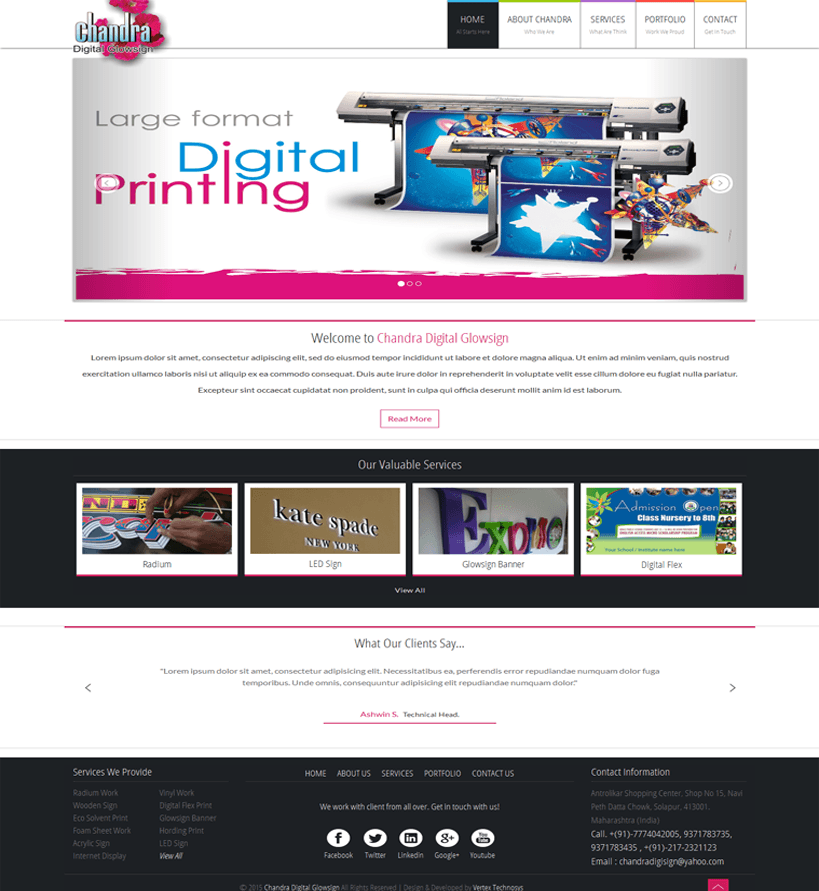 Chandra
Digital Glowsign
HOME
All Starts Here
ABOUT CHANDRA
Who We Are
SERVICES
What Are Think
PORTFOLIO
Work We Proud
CONTACT
Get In Touch
Large format
Digital
Printing
Welcome to Chandra Digital Glowsign
Lorem ipsum dolor sit amet, consectetur adipiscing elit, sed do eiusmod tempor incididunt ut labore et dolore magna aliqua. Ut enim ad minim veniam, quis nostrud
exercitation ullamco laboris nisi ut aliquip ex ea commodo consequat. Duis aute irure dolor in reprehenderit in voluptate velit esse cillum dolore eu fugiat nulla pariatur.
Excepteur sint occaecat cupidatat non proident, sunt in culpa qui officia deserunt mollit anim id est laborum.
Read More
Our Valuable Services
kate spade
NEW YORK
Admission Open
Class Nursery to 8th
Your School / Institute name here
Radium
LED Sign
Glowsign Banner
Digital Flex
View All
What Our Clients Say...
"Lorem ipsum dolor sit amet, consectetur adipisicing elit. Necessitatibus ea, perferendis error repudiandae numquam dolor fuga
temporibus. Unde omnis, consequuntur adipisicing elit repudiandae numquam dolor."
Ashwin S. Technical Head.
Services We Provide
Radium Work
Wooden Sign
Eco Solvent Print
Foam Sheet Work
Acrylic Sign
Internet Display
Vinyl Work
Digital Flex Print
Glowsign Banner
Hording Print
LED Sign
View All
HOME ABOUT US SERVICES PORTFOLIO CONTACT US
We work with client from all over. Get in touch with us!
Facebook
Twitter
Linkedin
Google+
You Tube
Youtube
Contact Information
Antrolikar Shopping Center, Shop No 15, Navi
Peth Datta Chowk, Solapur, 413001.
Maharashtra (India)
Call. +(91)-7774042005, 9371783735,
9371783435 , +(91)-217-2321123
Email : chandradigisign@yahoo.com
© 2015 Chandra Digital Glowsign All Rights Reserved | Design & Developed by Vertex Technosys